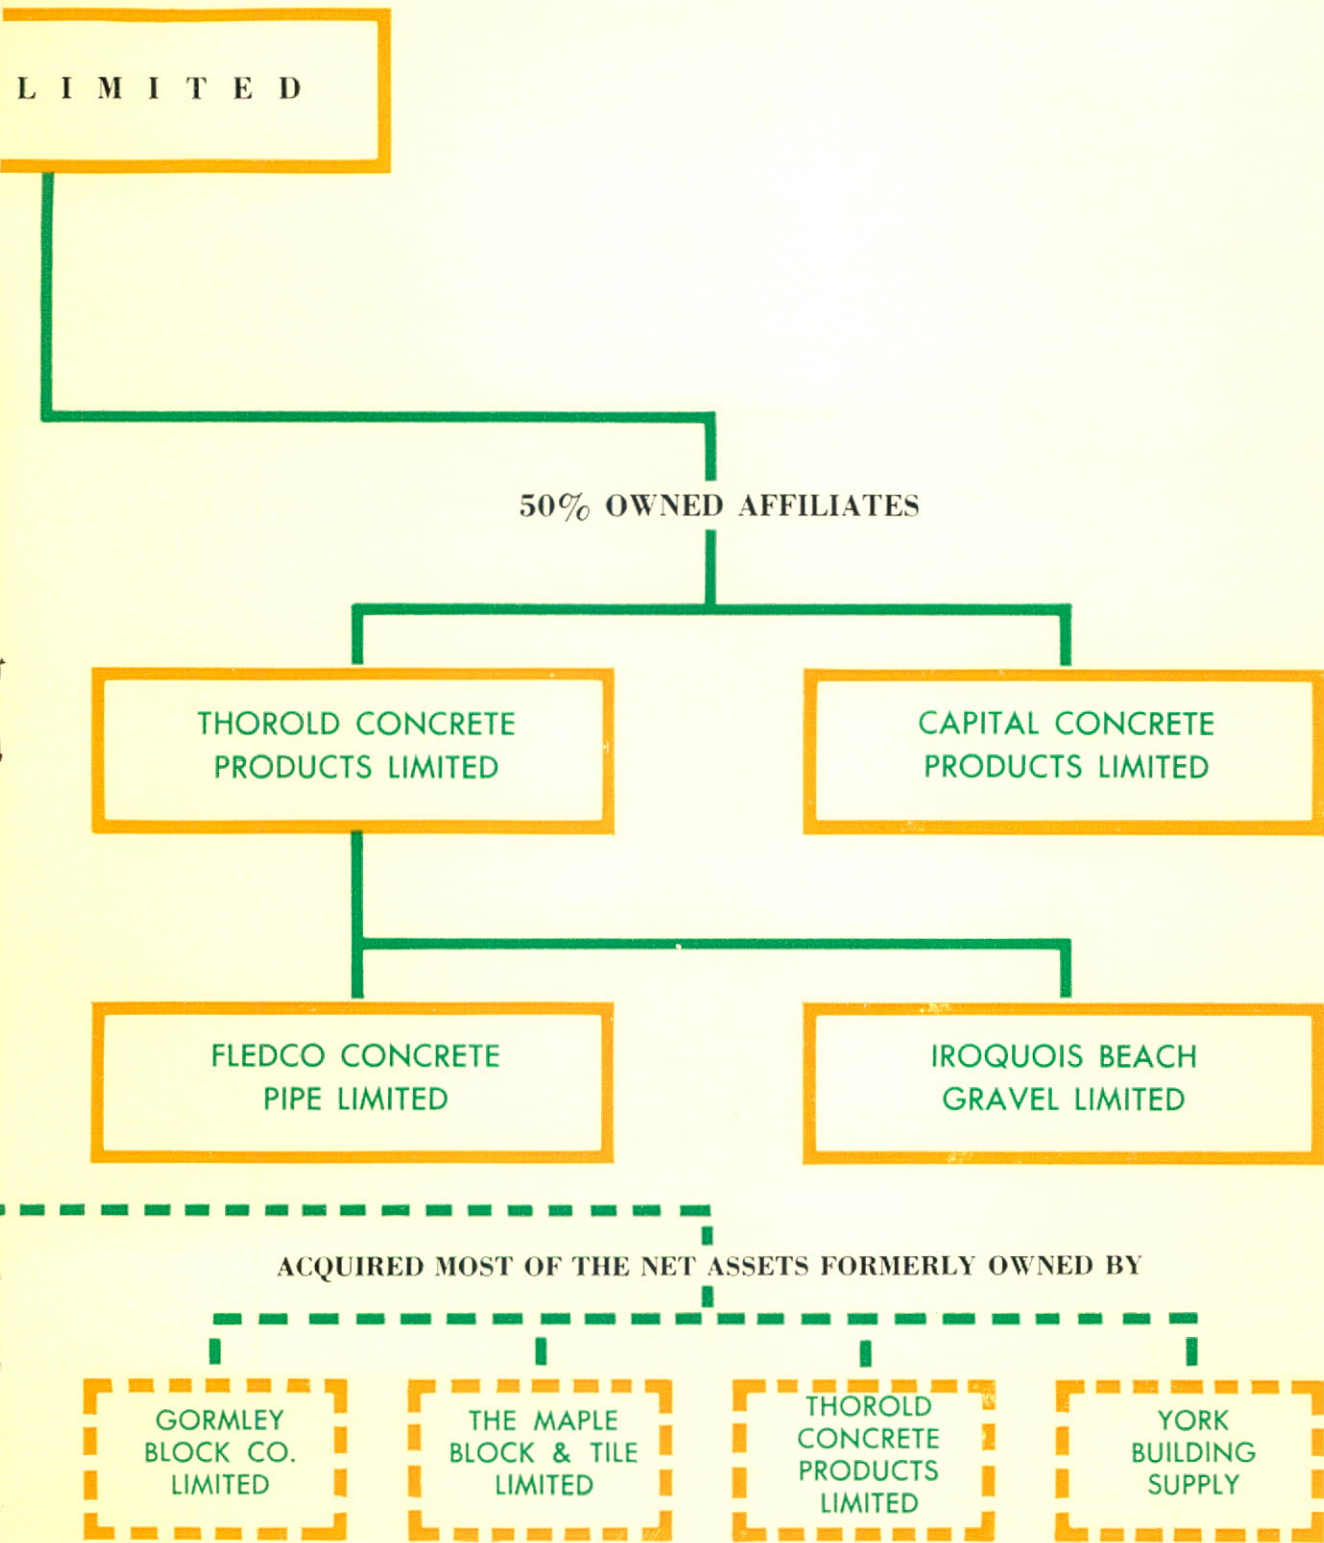 LIMITED
50% OWNED AFFILIATES
THOROLD CONCRETE
PRODUCTS LIMITED
CAPITAL CONCRETE
PRODUCTS LIMITED
FLEDCO CONCRETE
PIPE LIMITED
IROQUOIS BEACH
GRAVEL LIMITED
ACQUIRED MOST OF THE NET ASSETS FORMERLY OWNED BY
GORMLEY
BLOCK CO.
LIMITED
THE MAPLE
BLOCK & TILE
LIMITED
THOROLD
CONCRETE
PRODUCTS
LIMITED
YORK
BUILDING
SUPPLY